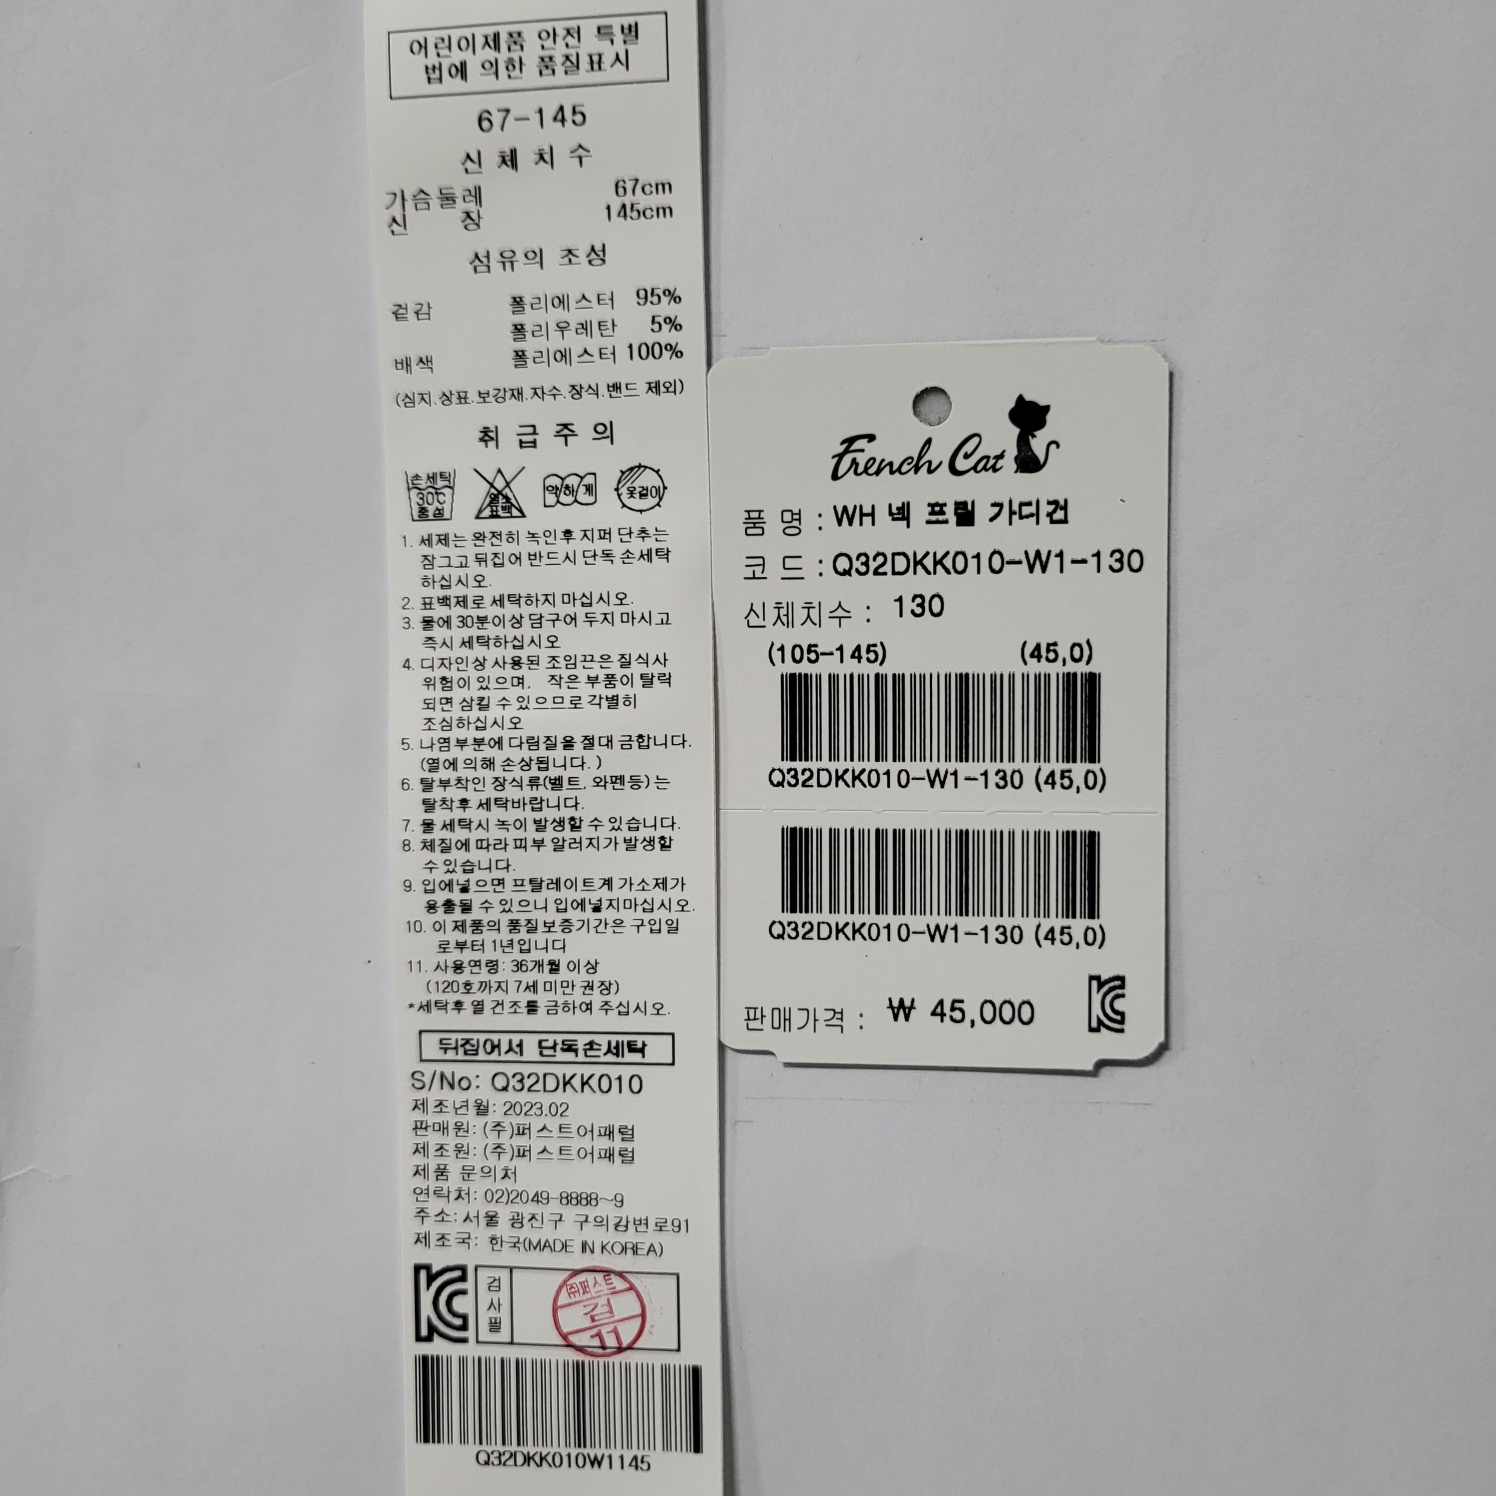 어린이제품 안전 특별
법에 의한 품질표시
67-145
신 체 치 수
가슴둘레 67cm
신 장 145cm
섬유의 조성
겉감 폴리에스터 95%
폴리우레탄 5%
배색 폴리에스터 100%
(심지.상표.보강재.자수.장식.밴드 제외)
취 급 주 의
손세탁
30℃
중성
염소
표백
약하게
옷걸이
1. 세제는 완전히 녹인후 지퍼 단추는
잠그고 뒤집어 반드시 단독 손세탁
하십시오.
2. 표백제로 세탁하지 마십시오.
3. 물에 30분이상 담구어 두지 마시고
즉시 세탁하십시오
4. 디자인상 사용된 조임끈은 질식사
위험이 있으며, 작은 부품이 탈락
되면 삼킬 수 있으므로 각별히
조심하십시오
5. 나염부분에 다림질을 절대 금합니다.
(열에 의해 손상됩니다. )
6. 탈부착인 장식류(벨트, 와펜등) 는
탈착후 세탁바랍니다.
7. 물 세탁시 녹이 발생할 수 있습니다.
8. 체질에 따라 피부 알러지가 발생할
수 있습니다.
9. 입에넣으면 프탈레이트계 가소제가
용출될 수 있으니 입에넣지마십시오.
10. 이 제품의 품질보증기간은 구입일
로부터 1년입니다
11. 사용연령: 36개월 이상
(120호까지 7세 미만 권장)
*세탁후 열 건조를 금하여 주십시오.
뒤집어서 단독손세탁
S/No: Q32DKK010
제조년월: 2023.02
판매원: (주)퍼스트어패럴
제조원: (주)퍼스트어패럴
제품 문의처
연락처: 02)2049-8888~9
주소: 서울 광진구 구의강변로91
제조국: 한국(MADE IN KOREA)
KC
검사필
㈜퍼스트
검
11
Q32DKK010W1145
French Cat
품 명 : WH 넥 프릴 가디건
코 드 : Q32DKK010-W1-130
신체치수 : 130
(105-145) (45,0)
Q32DKK010-W1-130 (45,0)
Q32DKK010-W1-130 (45,0)
판매가격 : ₩ 45,000
KC